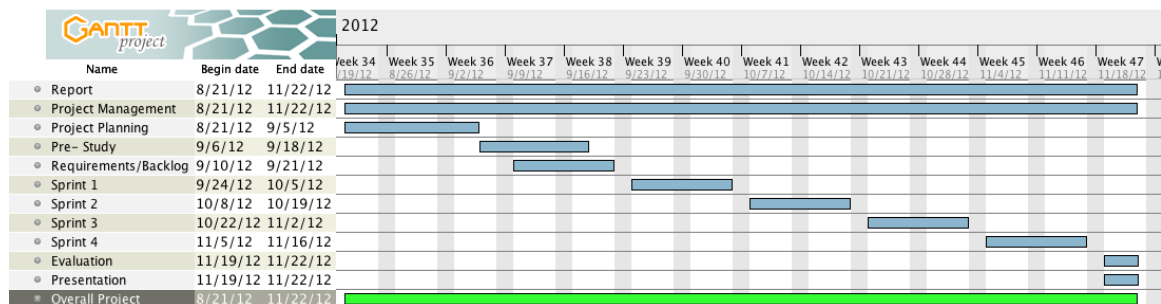 GANTT
project
2012
Week 34 Week 35 Week 36 Week 37 Week 38 Week 39 Week 40 Week 41 Week 42 Week 43 Week 44 Week 45 Week 46 Week 47
/19/12 8/26/12 9/2/12 9/9/12 9/16/12 9/23/12 9/30/12 10/7/12 10/14/12 10/21/12 10/28/12 11/4/12 11/11/12 11/18/12
Name Begin date End date
Report 8/21/12 11/22/12
Project Management 8/21/12 11/22/12
Project Planning 8/21/12 9/5/12
Pre- Study 9/6/12 9/18/12
Requirements/Backlog 9/10/12 9/21/12
Sprint 1 9/24/12 10/5/12
Sprint 2 10/8/12 10/19/12
Sprint 3 10/22/12 11/2/12
Sprint 4 11/5/12 11/16/12
Evaluation 11/19/12 11/22/12
Presentation 11/19/12 11/22/12
Overall Project 8/21/12 11/22/12